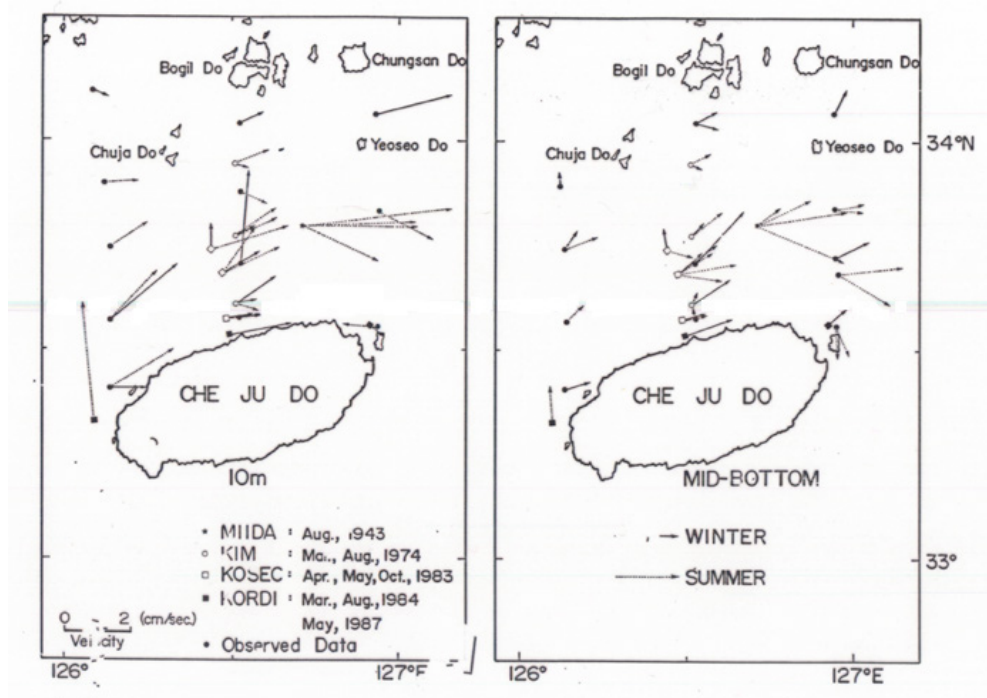 Bogil Do
Chungsan Do
Chuja Do
Yeoseo Do
CHE JU DO
10m
MIIDA : Aug., 1943
KIM : Mar., Aug., 1974
KOSEC : Apr., May, Oct., 1983
KORDI : Mar., Aug., 1984
May, 1987
Observed Data
0 2 (cm/sec.)
Velocity
126°
127°E
Bogil Do
Chungsan Do
34°N
Chuja Do
Yeoseo Do
CHE JU DO
MID-BOTTOM
WINTER
SUMMER
33°
126°
127°E